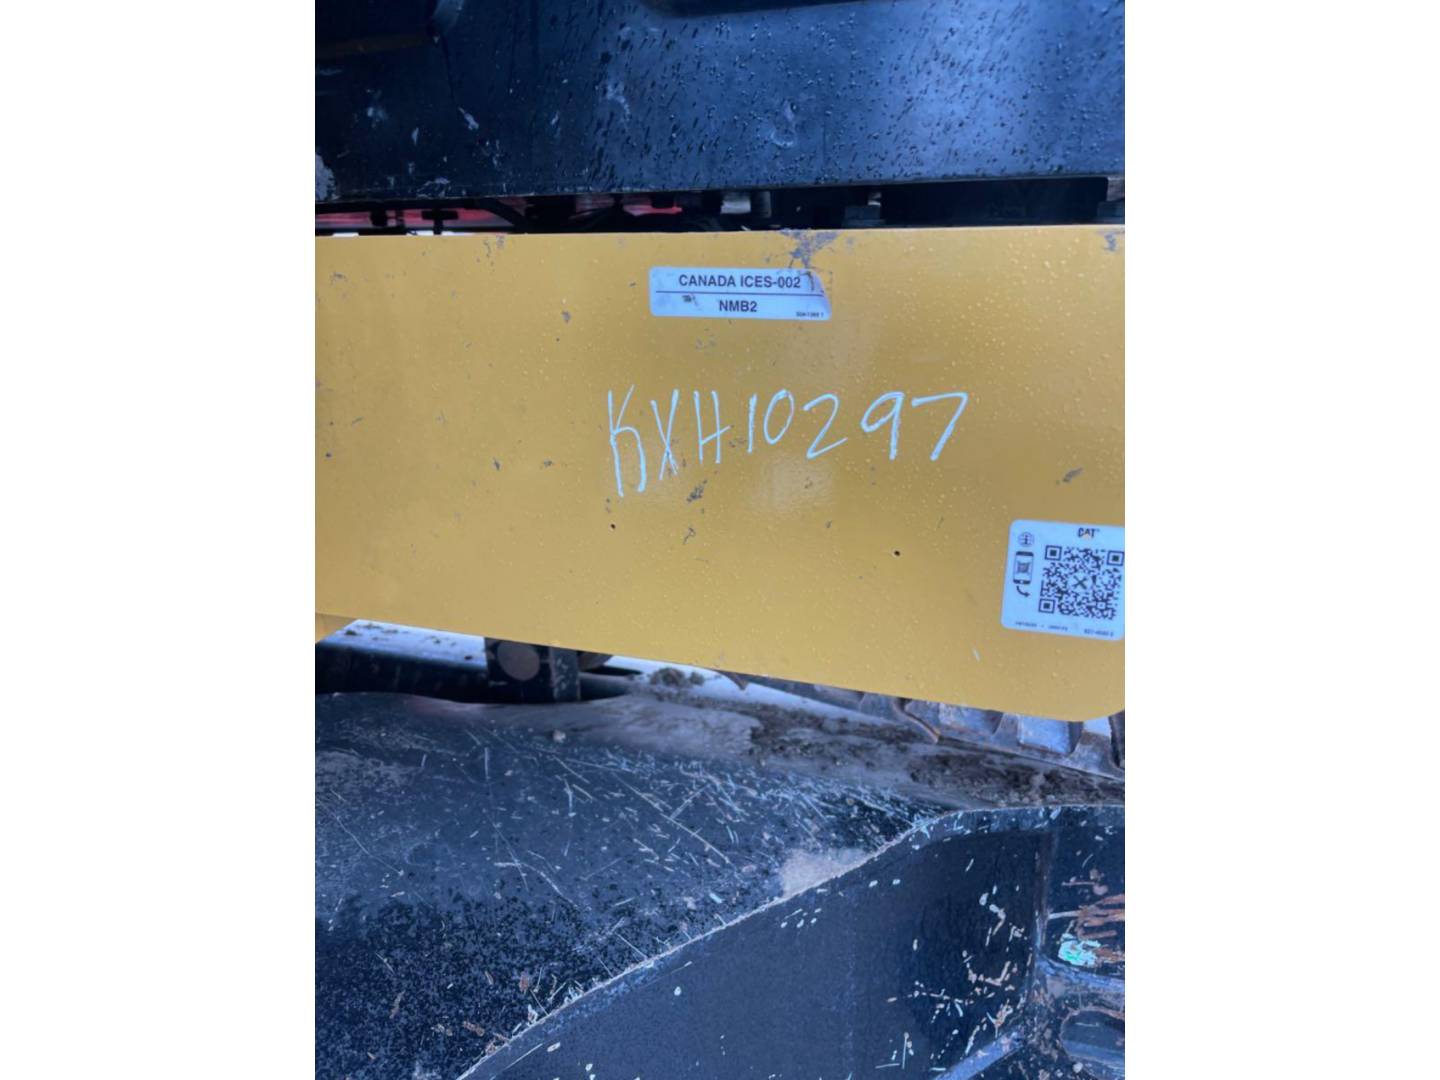 CANADA ICES-002
NMB2
KXH10297
CAT